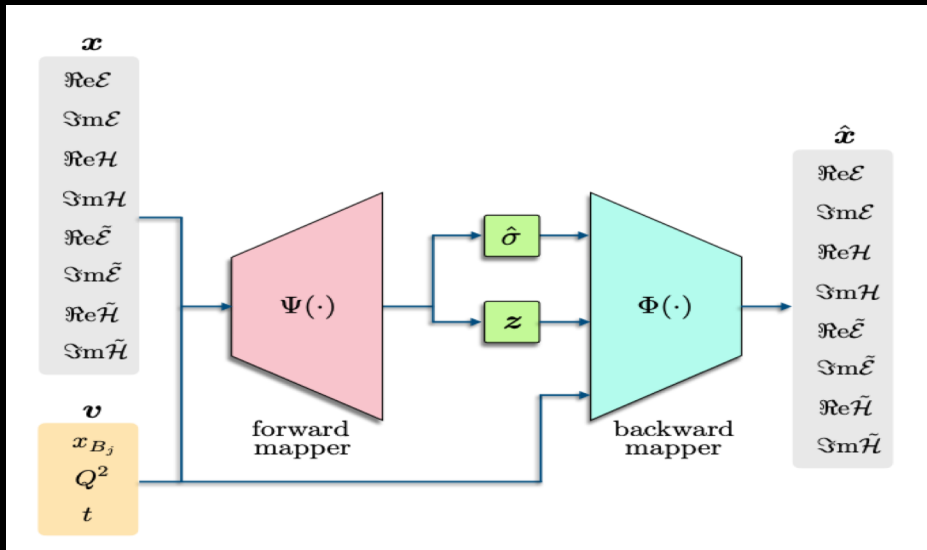 x
ℜeℰ
ℑmℰ
ℜeℋ
ℑmℋ
ℜeℰ̃
ℑmℰ̃
ℜeℋ̃
ℑmℋ̃
v
x_{B_j}
Q²
t
Ψ(·)
forward
mapper
σ̂
z
Φ(·)
backward
mapper
x̂
ℜeℰ
ℑmℰ
ℜeℋ
ℑmℋ
ℜeℰ̃
ℑmℰ̃
ℜeℋ̃
ℑmℋ̃